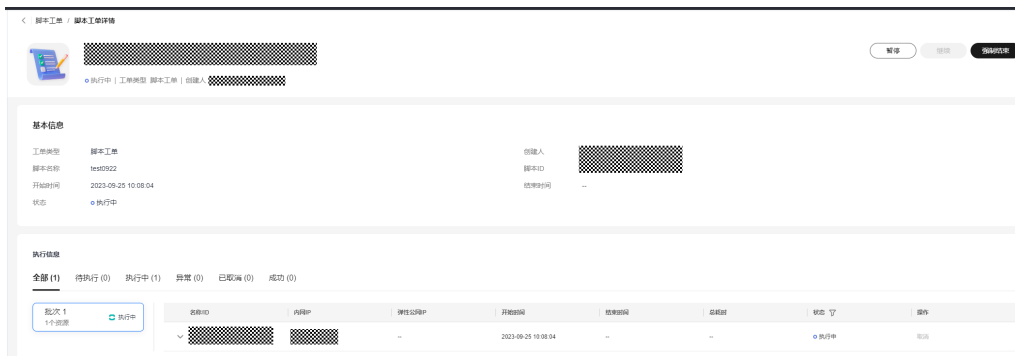 脚本工单 / 脚本工单详情
暂停 继续 强制结束
执行中 | 工单类型 脚本工单 | 创建人
基本信息
工单类型 脚本工单 创建人
脚本名称 test0922 脚本ID
开始时间 2023-09-25 10:08:04 结束时间 --
状态 执行中
执行信息
全部 (1) 待执行 (0) 执行中 (1) 异常 (0) 已取消 (0) 成功 (0)
批次 1 执行中
1个资源
名称/ID 内网IP 弹性公网IP 开始时间 结束时间 总耗时 状态 操作
-- 2023-09-25 10:08:04 -- -- 执行中 取消